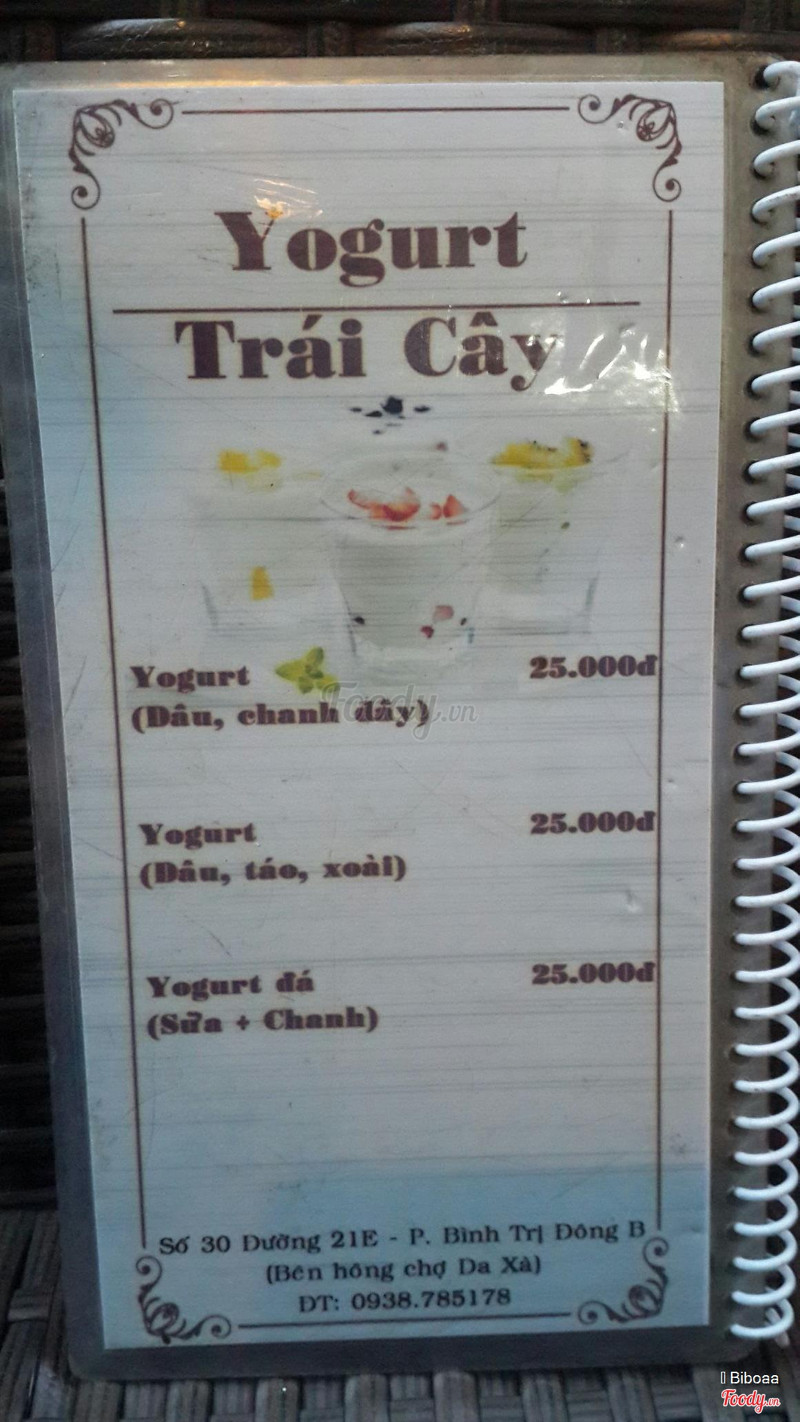 Yogurt
Trái Cây
Yogurt 25.000đ
(Dâu, chanh dây)
Foody.vn
Yogurt 25.000đ
(Dâu, táo, xoài)
Yogurt đá 25.000đ
(Sữa + Chanh)
Số 30 Đường 21E - P. Bình Trị Đông B
(Bên hông chợ Da Xà)
ĐT: 0938.785178
I Biboaa
Foody.vn